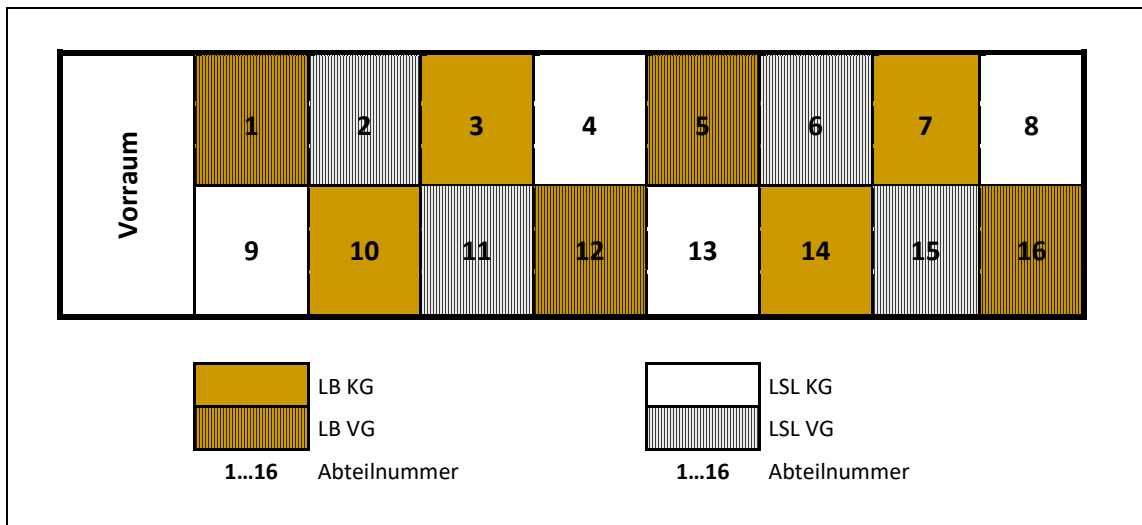 Vorraum
1 2 3 4 5 6 7 8
9 10 11 12 13 14 15 16
LB KG LSL KG
LB VG LSL VG
1...16 Abteilnummer 1...16 Abteilnummer